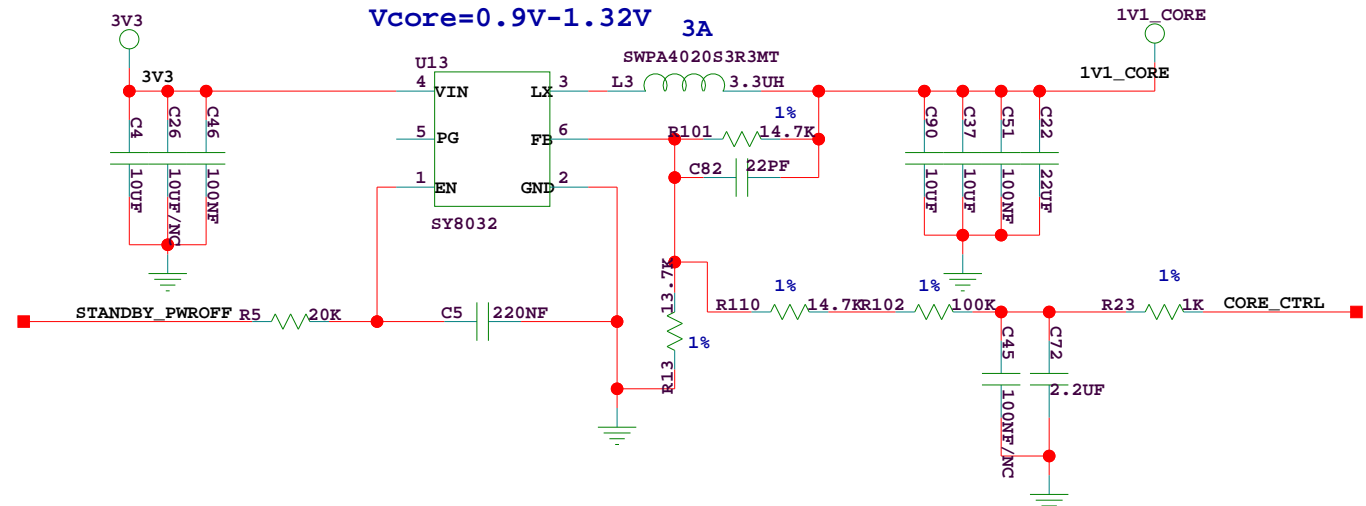 Vcore=0.9V-1.32V
3A
3V3
1V1_CORE
SWPA4020S3R3MT
U13
3V3
4
VIN
LX
3
L3
3.3UH
1V1_CORE
C4
C26
C46
5
PG
FB
6
R101
1%
14.7K
C90
C37
C51
C22
10UF
10UF/NC
100NF
C82
22PF
10UF
10UF
100NF
22UF
1
EN
GND
2
SY8032
STANDBY_PWROFF
R5
20K
C5
220NF
13.7K
1%
R13
R110
1%
14.7K
R102
1%
100K
R23
1%
1K
CORE_CTRL
C45
C72
100NF/NC
2.2UF